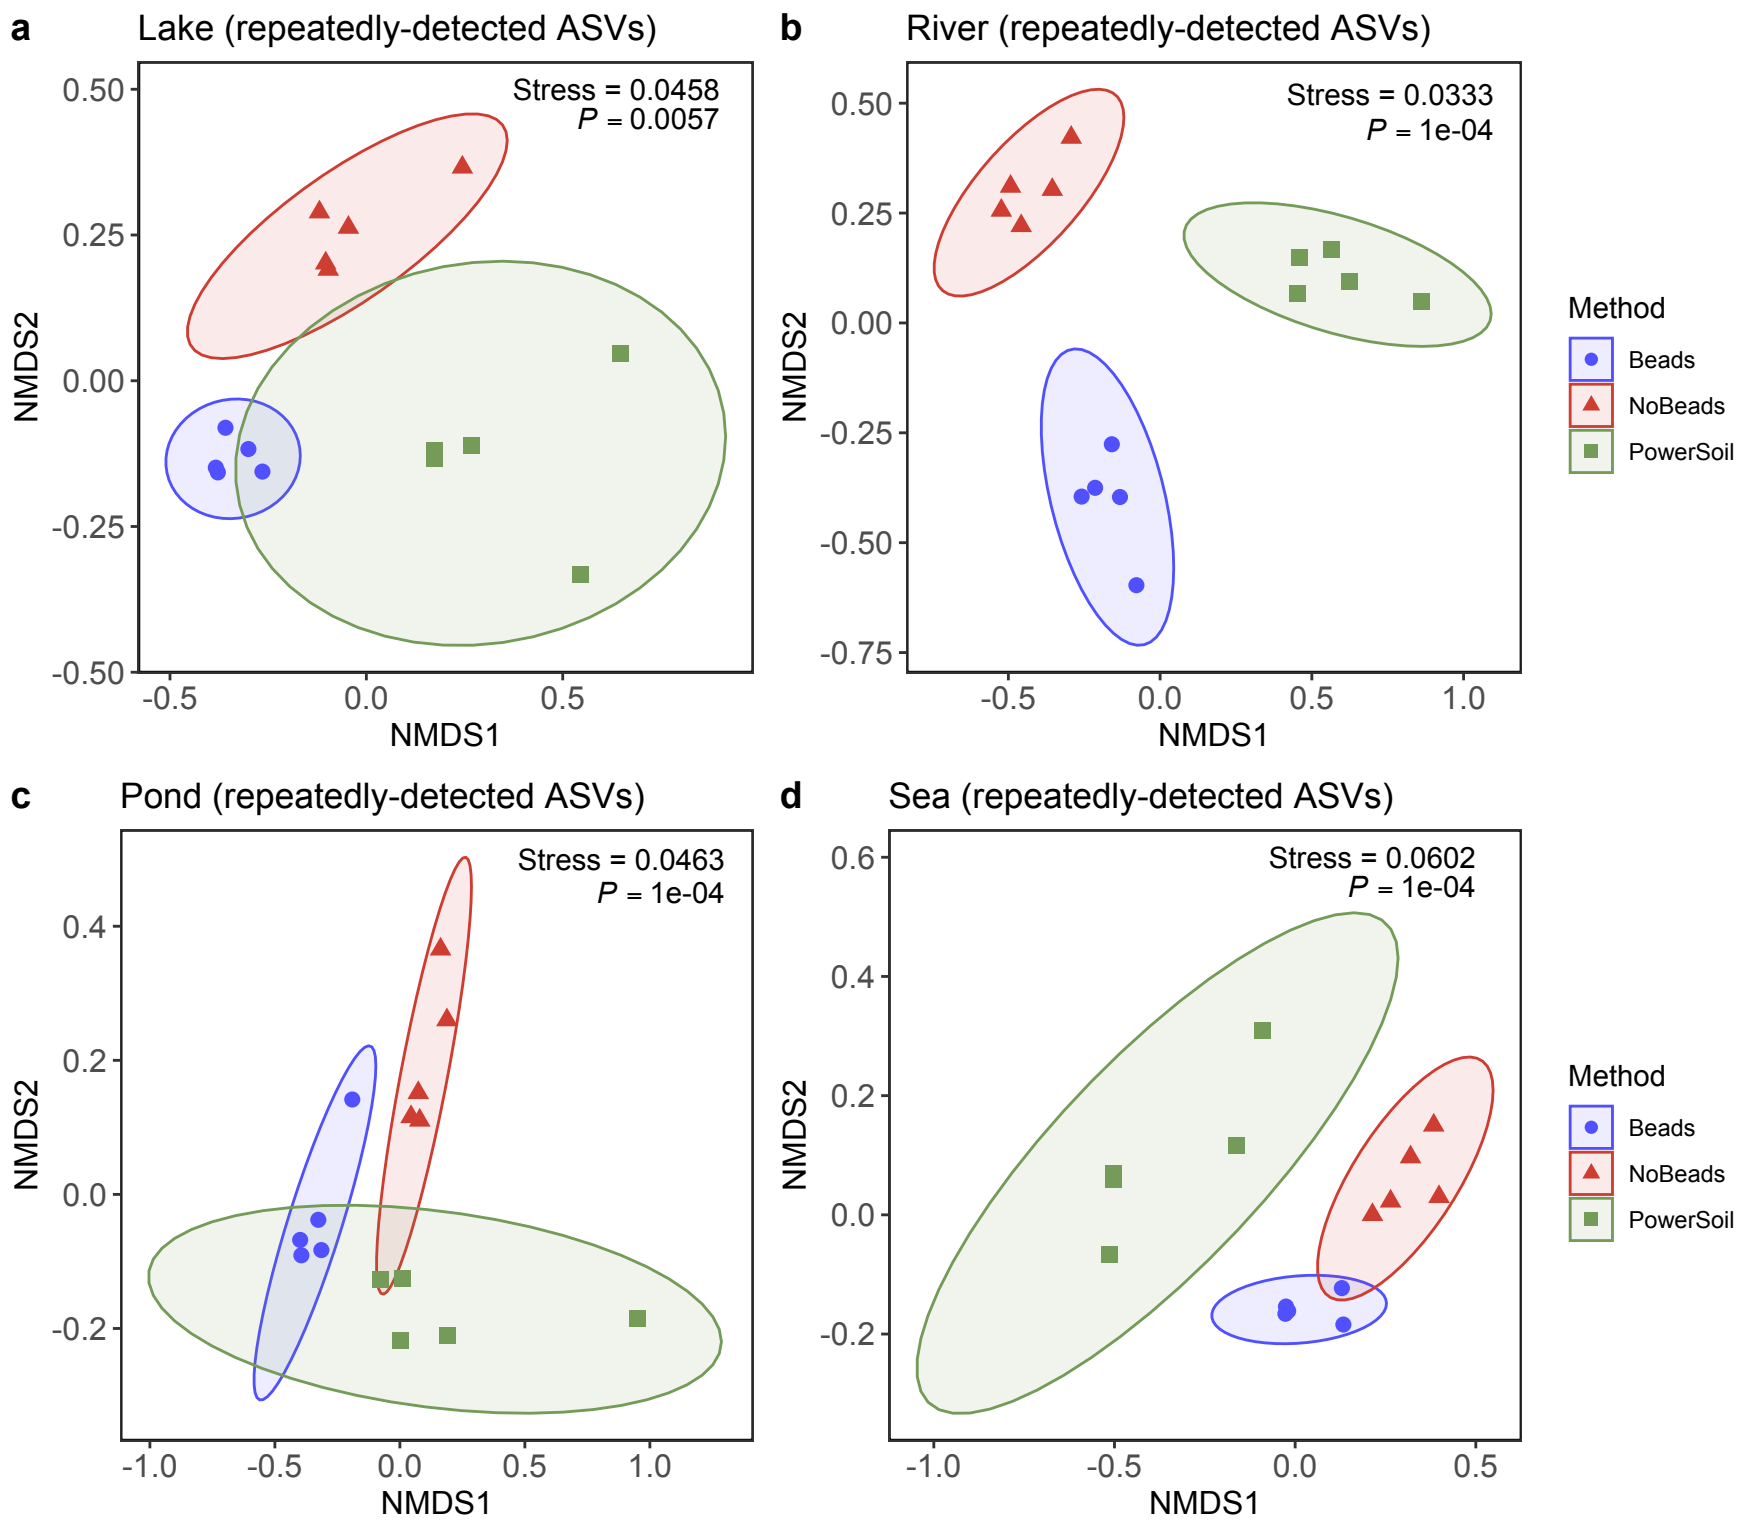 a Lake (repeatedly-detected ASVs)
Stress = 0.0458
P = 0.0057
0.50
0.25
0.00
-0.25
-0.50
NMDS2
-0.5 0.0 0.5
NMDS1
b River (repeatedly-detected ASVs)
Stress = 0.0333
P = 1e-04
0.50
0.25
0.00
-0.25
-0.50
-0.75
NMDS2
-0.5 0.0 0.5 1.0
NMDS1
Method
Beads
NoBeads
PowerSoil
c Pond (repeatedly-detected ASVs)
Stress = 0.0463
P = 1e-04
0.4
0.2
0.0
-0.2
NMDS2
-1.0 -0.5 0.0 0.5 1.0
NMDS1
d Sea (repeatedly-detected ASVs)
Stress = 0.0602
P = 1e-04
0.6
0.4
0.2
0.0
-0.2
NMDS2
-1.0 -0.5 0.0 0.5
NMDS1
Method
Beads
NoBeads
PowerSoil